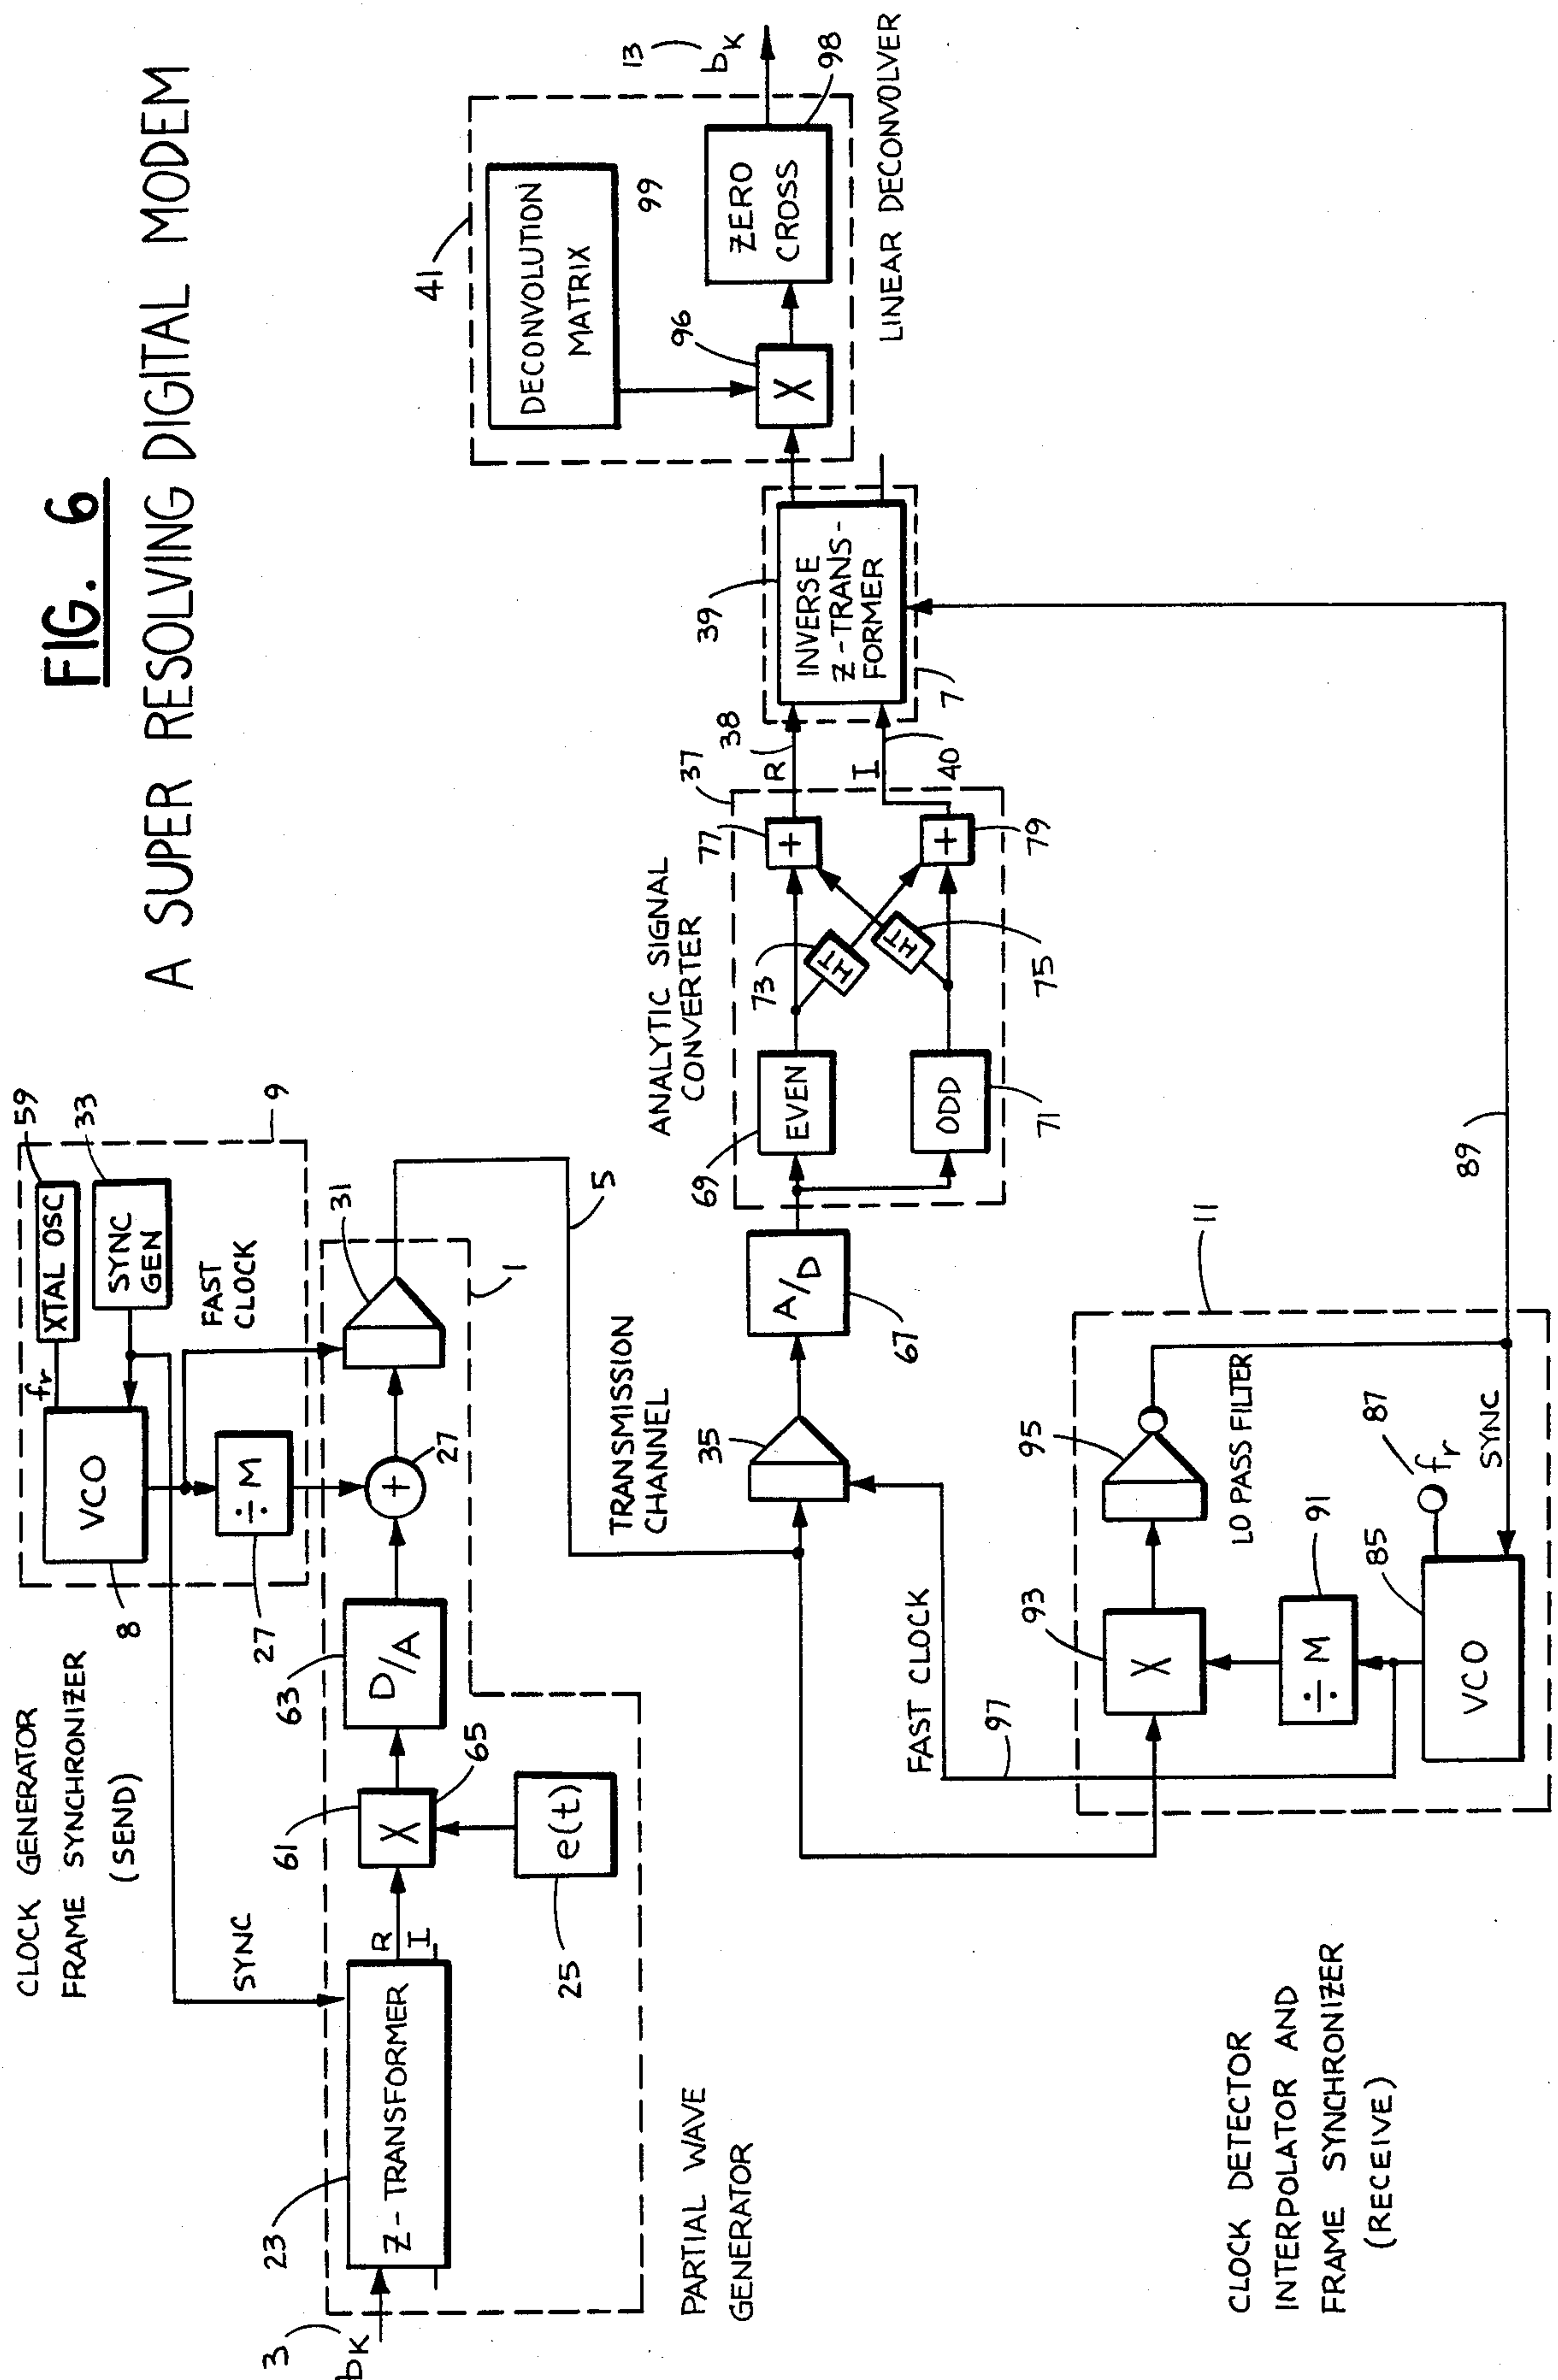 FIG. 6
A SUPER RESOLVING DIGITAL MODEM
CLOCK GENERATOR
FRAME SYNCHRONIZER
(SEND)
8
VCO
fr
XTAL OSC
59
SYNC
GEN
33
9
÷ M
27
FAST
CLOCK
SYNC
3
bK
23
Z-TRANSFORMER
R
I
61
X
65
e(t)
25
63
D/A
+
27
31
1
5
PARTIAL WAVE
GENERATOR
TRANSMISSION
CHANNEL
35
A/D
67
ANALYTIC SIGNAL
CONVERTER
37
69
EVEN
ODD
71
73
HT
HT
75
77
+
+
79
R
38
I
40
39
INVERSE
Z-TRANS-
FORMER
7
41
DECONVOLUTION
MATRIX
99
96
X
ZERO
CROSS
98
13
bK
LINEAR DECONVOLVER
FAST CLOCK
97
93
X
95
LO PASS FILTER
11
÷ M
91
85
VCO
87
fr
SYNC
89
CLOCK DETECTOR
INTERPOLATOR AND
FRAME SYNCHRONIZER
(RECEIVE)